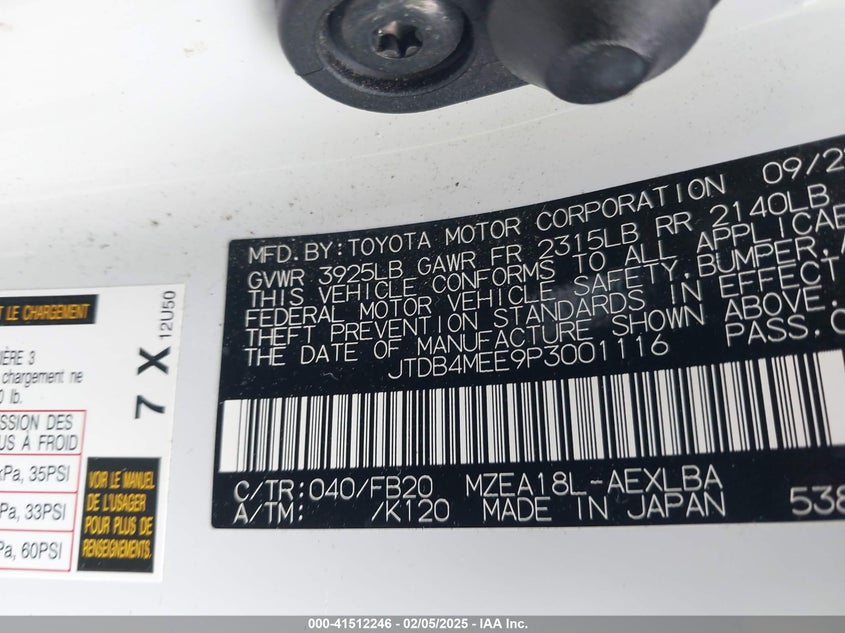 MFD.BY:TOYOTA MOTOR CORPORATION 09/2
GVWR 3925LB GAWR FR 2315LB RR 2140LB
THIS VEHICLE CONFORMS TO ALL APPLICAB
FEDERAL MOTOR VEHICLE SAFETY,BUMPER, A
THEFT PREVENTION STANDARDS IN EFFECT
THE DATE OF MANUFACTURE SHOWN ABOVE.
JTDB4MEE9P3001116 PASS.C
C/TR:040/FB20 MZEA18L-AEXLBA
A/TM: /K120 MADE IN JAPAN 538
T LE CHARGEMENT
IÈRE 3
chargement ne
0 lb.
SSION DES
US À FROID
kPa, 35PSI
Pa, 33PSI
Pa, 60PSI
7 X
12U50
VOIR LE MANUEL
DE L'USAGER
POUR PLUS DE
RENSEIGNEMENTS.
000-41512246 - 02/05/2025 - IAA Inc.